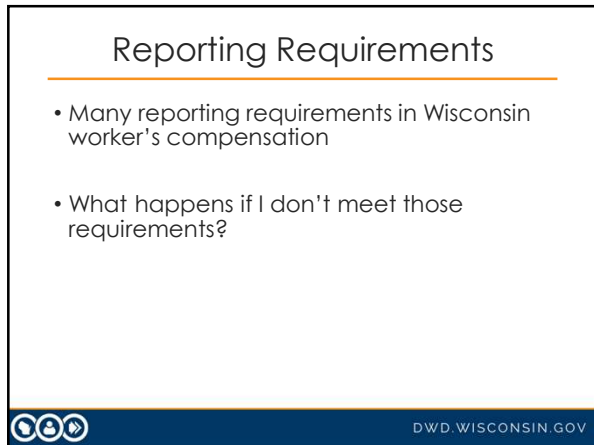 Reporting Requirements
• Many reporting requirements in Wisconsin
worker’s compensation
• What happens if I don’t meet those
requirements?
DWD.WISCONSIN.GOV